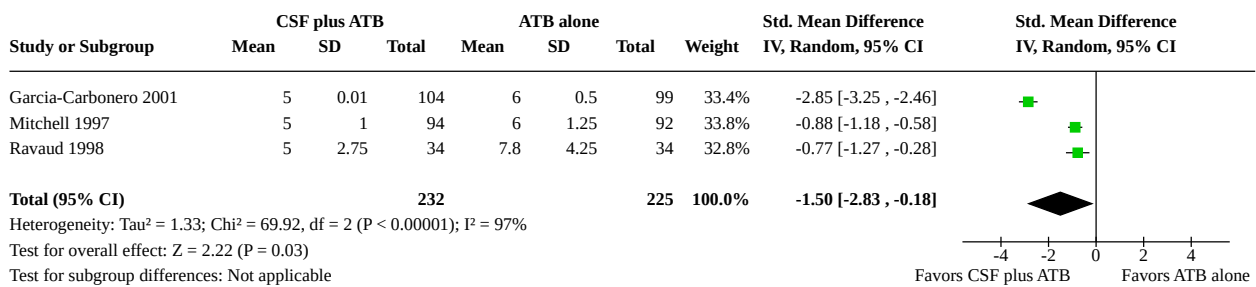 CSF plus ATB ATB alone Std. Mean Difference Std. Mean Difference
Study or Subgroup Mean SD Total Mean SD Total Weight IV, Random, 95% CI IV, Random, 95% CI
Garcia-Carbonero 2001 5 0.01 104 6 0.5 99 33.4% -2.85 [-3.25 , -2.46]
Mitchell 1997 5 1 94 6 1.25 92 33.8% -0.88 [-1.18 , -0.58]
Ravaud 1998 5 2.75 34 7.8 4.25 34 32.8% -0.77 [-1.27 , -0.28]
Total (95% CI) 232 225 100.0% -1.50 [-2.83 , -0.18]
Heterogeneity: Tau² = 1.33; Chi² = 69.92, df = 2 (P < 0.00001); I² = 97%
Test for overall effect: Z = 2.22 (P = 0.03)
-4 -2 0 2 4
Test for subgroup differences: Not applicable
Favors CSF plus ATB Favors ATB alone